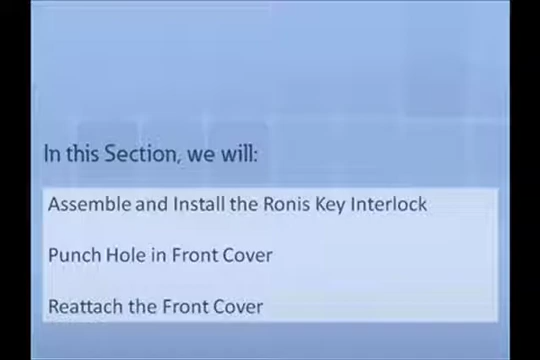 In this Section, we will:
Assemble and Install the Ronis Key Interlock
Punch Hole in Front Cover
Reattach the Front Cover